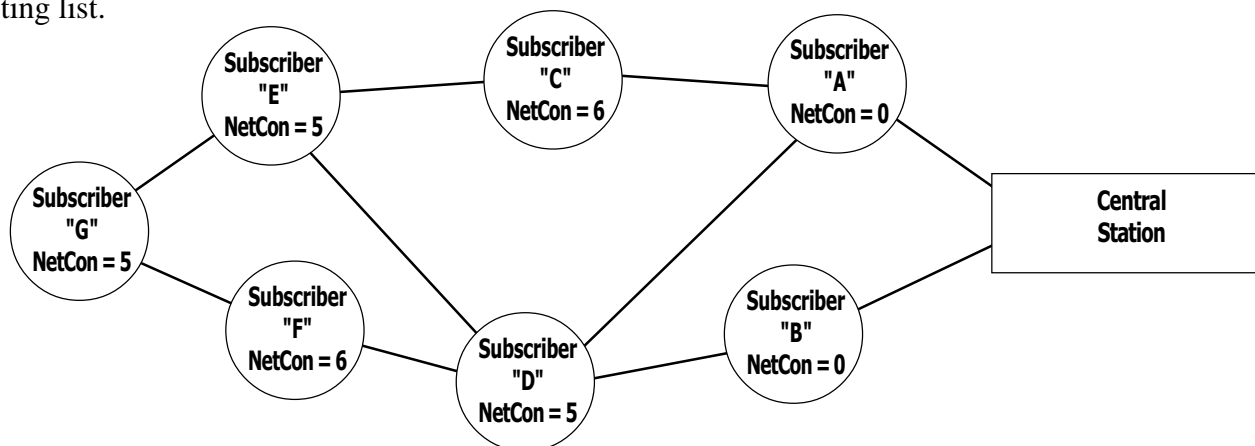 ting list.
Subscriber
"E"
NetCon = 5
Subscriber
"C"
NetCon = 6
Subscriber
"A"
NetCon = 0
Subscriber
"G"
NetCon = 5
Central
Station
Subscriber
"F"
NetCon = 6
Subscriber
"D"
NetCon = 5
Subscriber
"B"
NetCon = 0